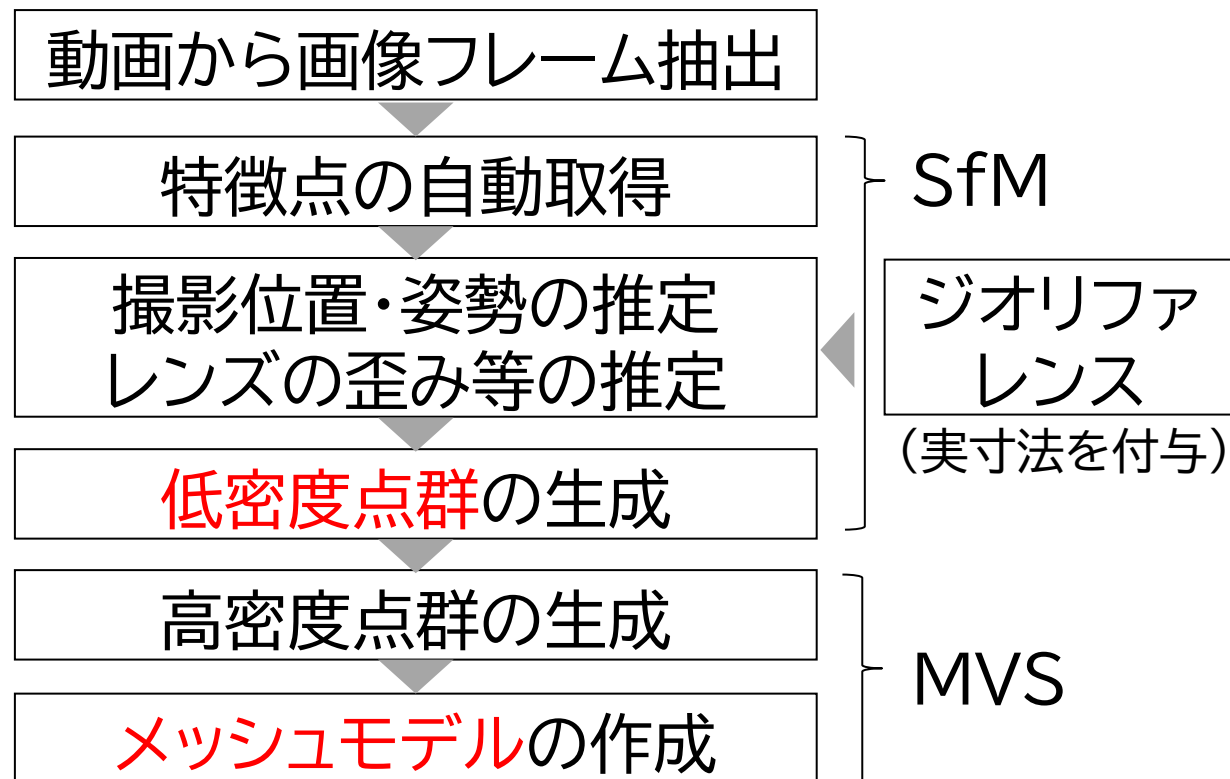 動画から画像フレーム抽出
特徴点の自動取得
撮影位置・姿勢の推定
レンズの歪み等の推定
低密度点群の生成
高密度点群の生成
メッシュモデルの作成
SfM
ジオリファ
レンス
（実寸法を付与）
MVS